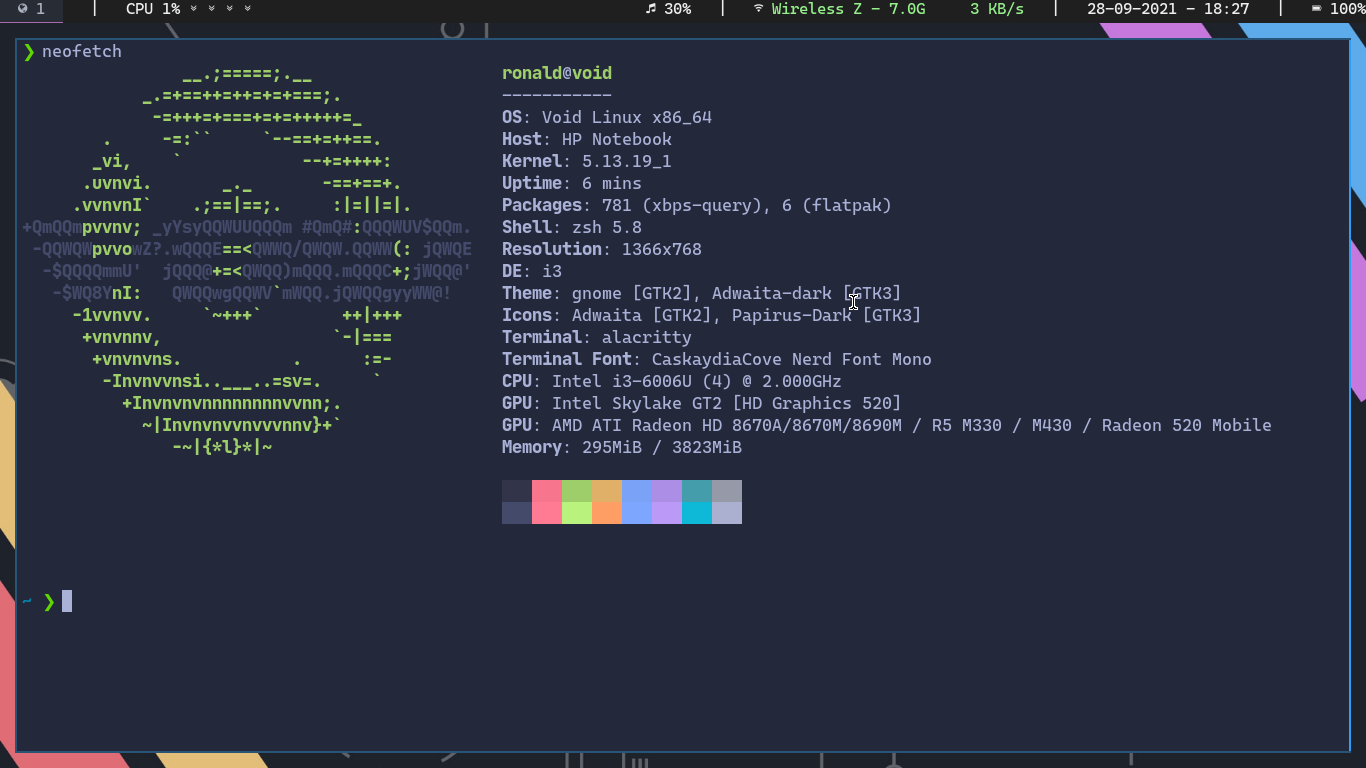 1 | CPU 1% | 30% | Wireless Z - 7.0G 3 KB/s | 28-09-2021 - 18:27 | 100%
❯ neofetch
__.;=====;.__
_.=+==++=++=+=+===;.
-=+++=+===+=+=+++++=_
. -=:`` `--==+=++==.
_vi, ` --+=++++:
.uvnvi. _._ -==+==+.
.vvnvnI` .;==|==;. :|=||=|.
+QmQQmpvvnv; _yYsyQQWUUQQQm #QmQ#:QQQWUV$QQm.
-QQWQWpvvowZ?.wQQQE==<QWWQ/QWQW.QQWW(: jQWQE
-$QQQQmmU' jQQQ@+=<QWQQ)mQQQ.mQQQC+;jWQQ@'
-$WQ8YnI: QWQQwgQQWV`mWQQ.jQWQQgyyWW@!
-1vvnvv. `~+++` ++|+++
+vnvnnv, `-|===
+vnvnvns. . :=-
-Invnvvnsi..___..=sv=. `
+Invnvnvnnnnnnnnvvnn;.
~|Invnvnvvnvvvnnv}+`
-~|{*l}*|~
ronald@void
-----------
OS: Void Linux x86_64
Host: HP Notebook
Kernel: 5.13.19_1
Uptime: 6 mins
Packages: 781 (xbps-query), 6 (flatpak)
Shell: zsh 5.8
Resolution: 1366x768
DE: i3
Theme: gnome [GTK2], Adwaita-dark [GTK3]
Icons: Adwaita [GTK2], Papirus-Dark [GTK3]
Terminal: alacritty
Terminal Font: CaskaydiaCove Nerd Font Mono
CPU: Intel i3-6006U (4) @ 2.000GHz
GPU: Intel Skylake GT2 [HD Graphics 520]
GPU: AMD ATI Radeon HD 8670A/8670M/8690M / R5 M330 / M430 / Radeon 520 Mobile
Memory: 295MiB / 3823MiB
~ ❯